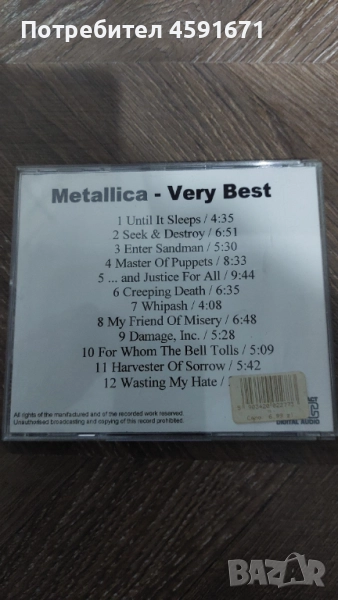 Потребител 4591671
Metallica - Very Best
1 Until It Sleeps / 4:35
2 Seek & Destroy / 6:51
3 Enter Sandman / 5:30
4 Master Of Puppets / 8:33
5 ... and Justice For All / 9:44
6 Creeping Death / 6:35
7 Whipash / 4:08
8 My Friend Of Misery / 6:48
9 Damage, Inc. / 5:28
10 For Whom The Bell Tolls / 5:09
11 Harvester Of Sorrow / 5:42
12 Wasting My Hate /
All rights of the manufactured and of the recorded work reserved.
Unauthorised broadcasting and copying of this record prohibited.
DIGITAL AUDIO
BAZAR